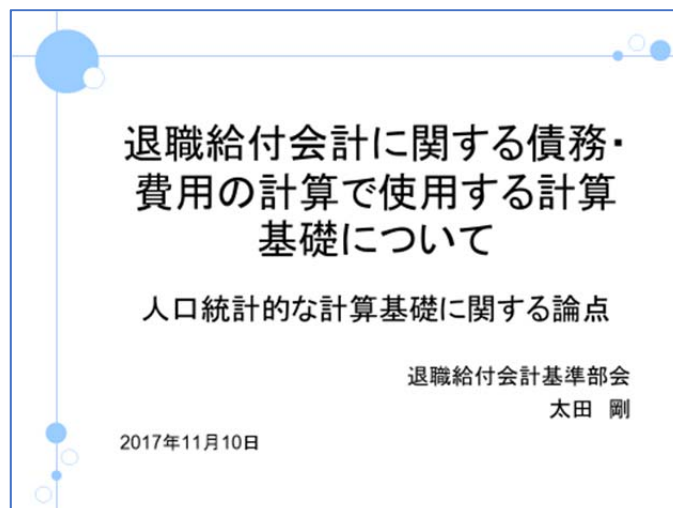 退職給付会計に関する債務・
費用の計算で使用する計算
基礎について
人口統計的な計算基礎に関する論点
退職給付会計基準部会
太田　剛
2017年11月10日